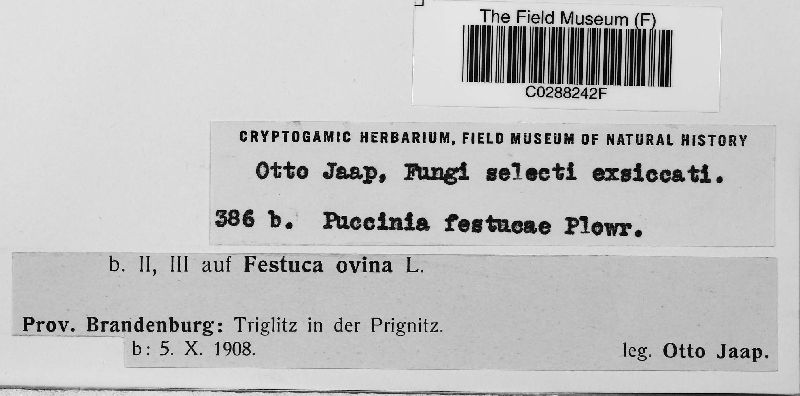 The Field Museum (F)
C0288242F
CRYPTOGAMIC HERBARIUM, FIELD MUSEUM OF NATURAL HISTORY
Otto Jaap, Fungi selecti exsiccati.
386 b. Puccinia festucae Plowr.
b. II, III auf Festuca ovina L.
Prov. Brandenburg: Triglitz in der Prignitz.
b: 5. X. 1908. leg. Otto Jaap.